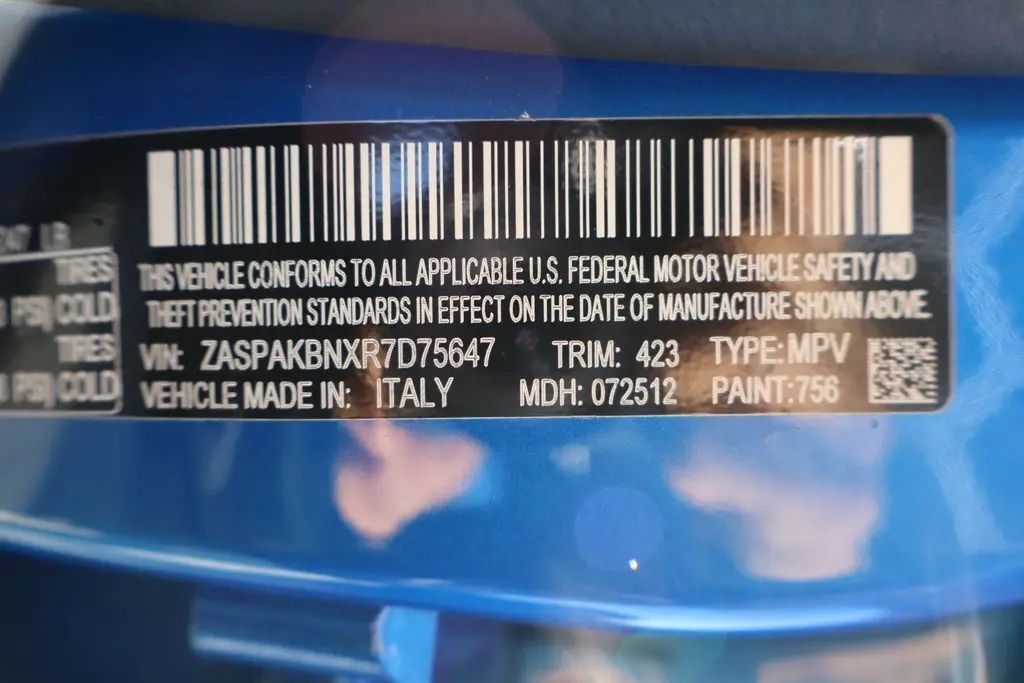 LB
TIRES
PSI) COLD
TIRES
PSI) COLD
THIS VEHICLE CONFORMS TO ALL APPLICABLE U.S. FEDERAL MOTOR VEHICLE SAFETY AND
THEFT PREVENTION STANDARDS IN EFFECT ON THE DATE OF MANUFACTURE SHOWN ABOVE.
VIN: ZASPAKBNXR7D75647 TRIM: 423 TYPE: MPV
VEHICLE MADE IN: ITALY MDH: 072512 PAINT: 756